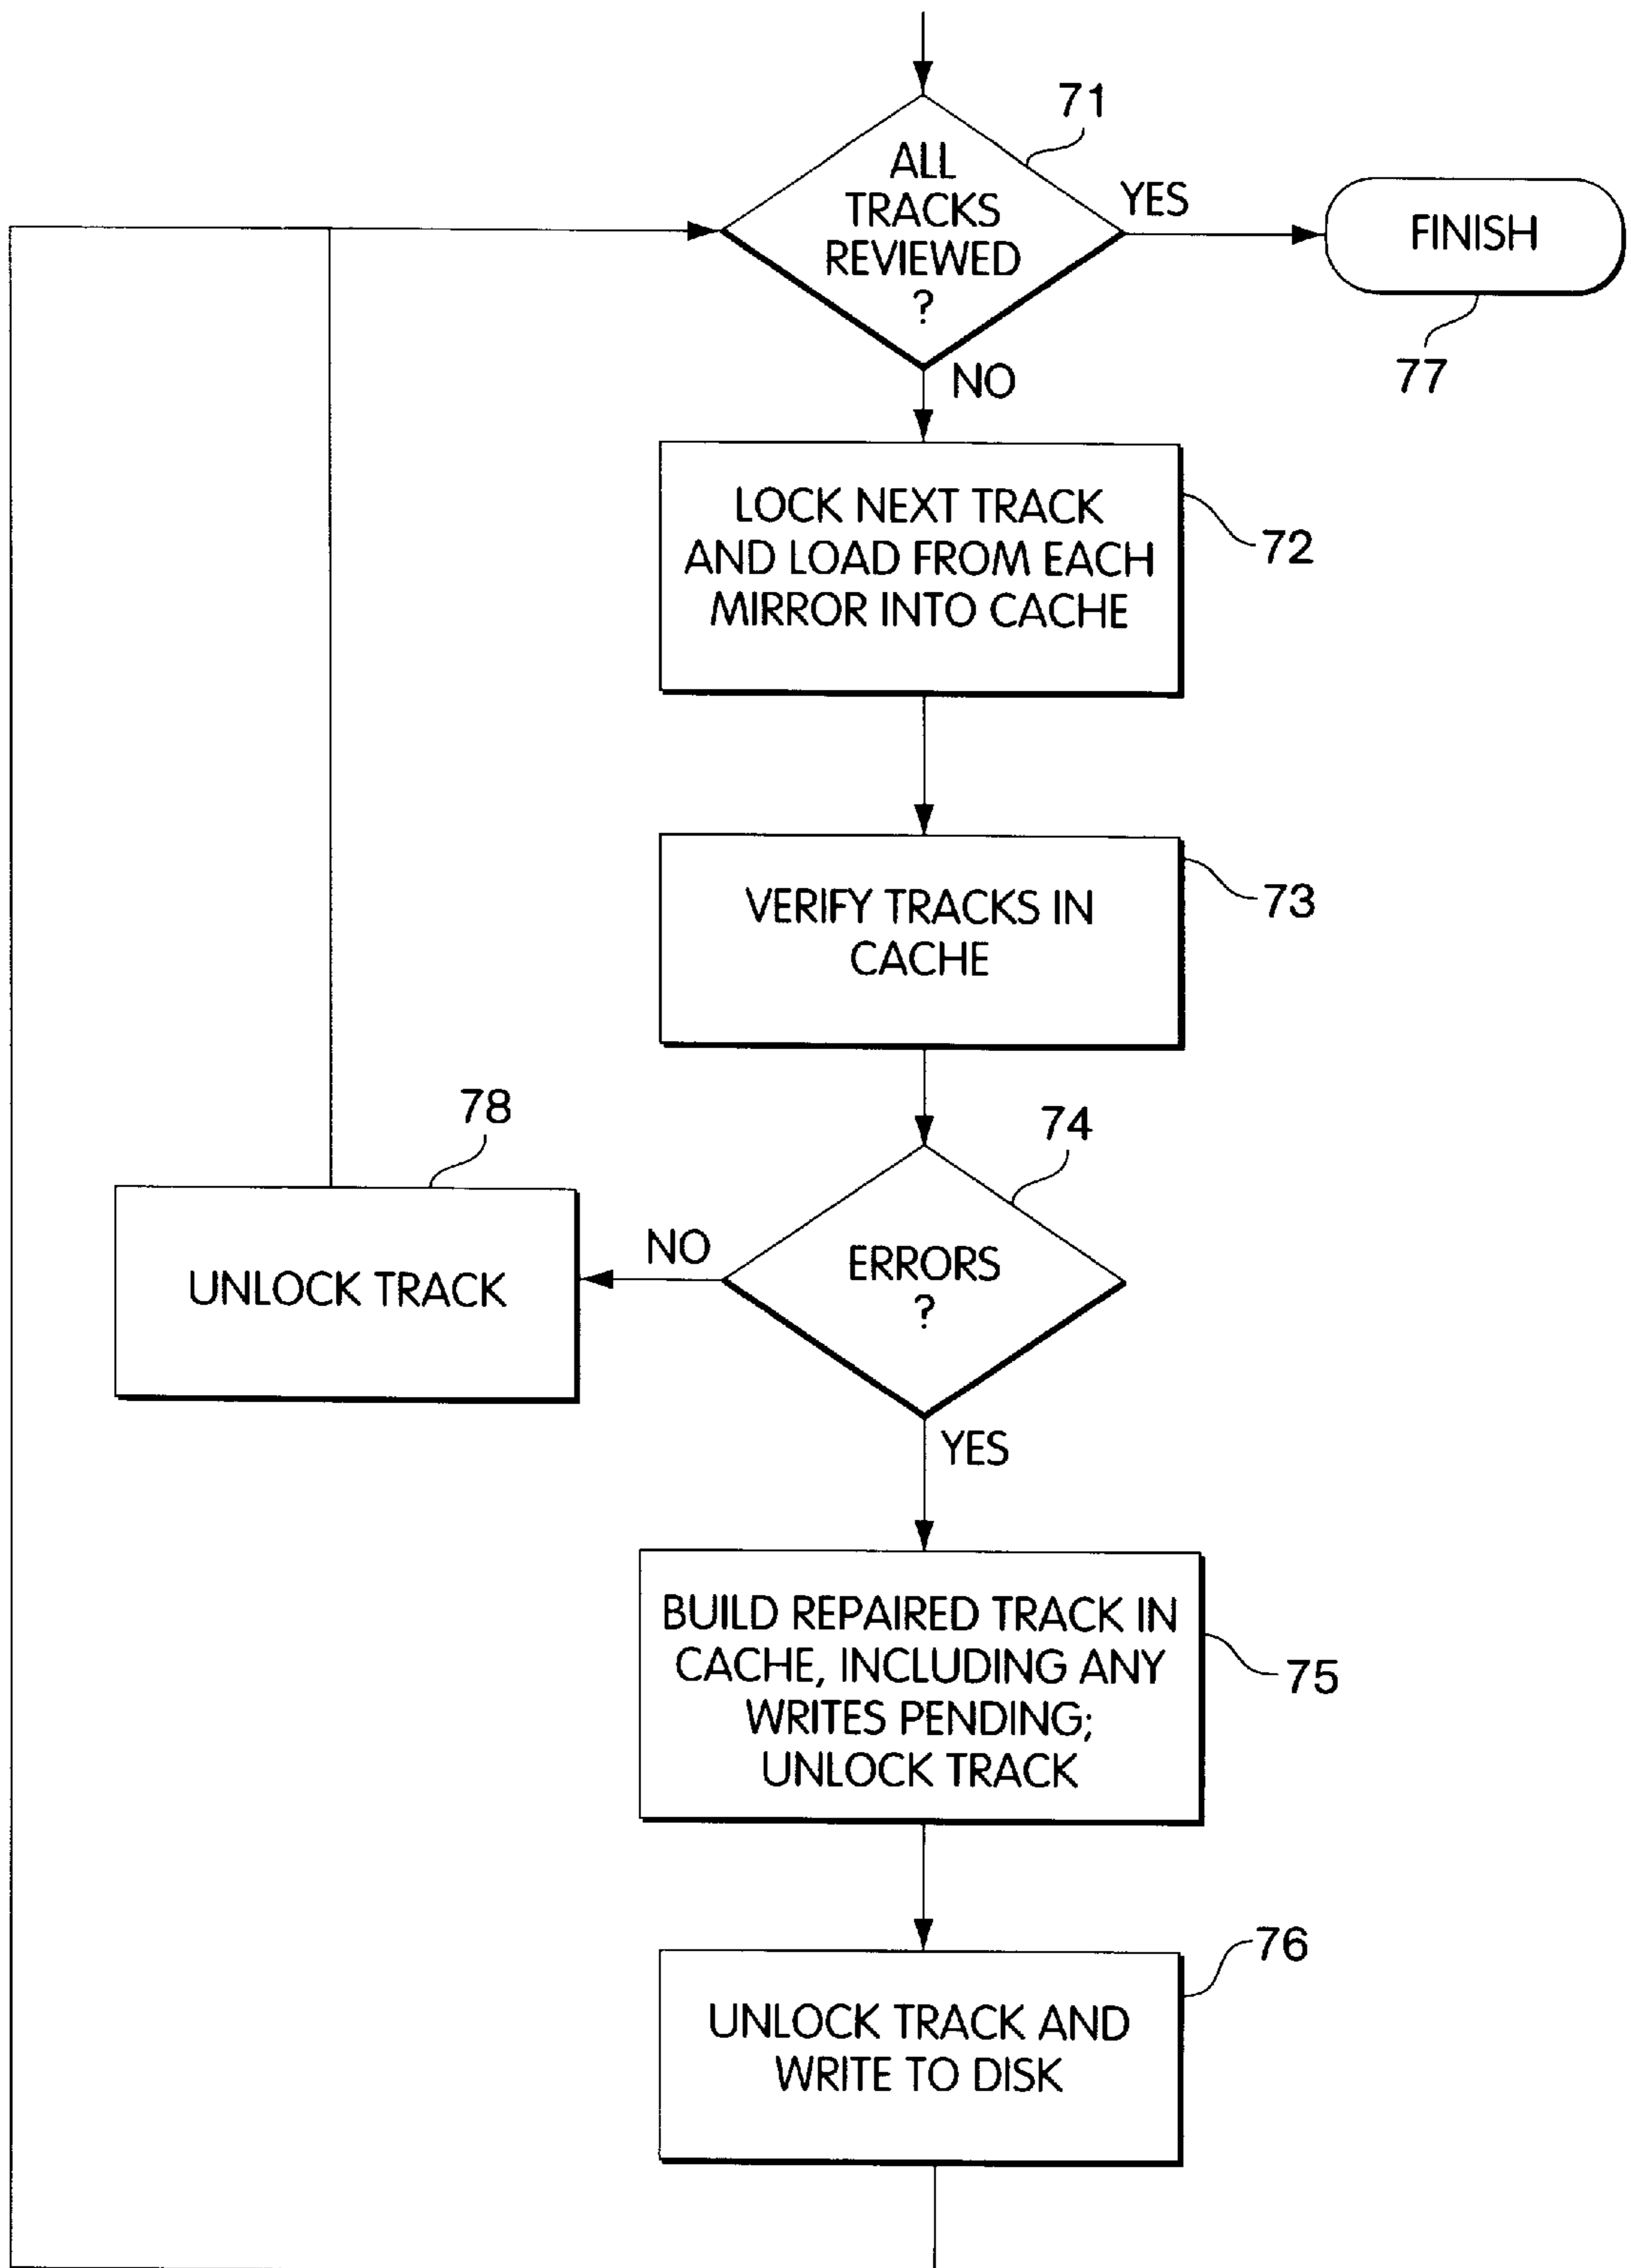 71
ALL
TRACKS
REVIEWED
?
YES
FINISH
77
NO
LOCK NEXT TRACK
AND LOAD FROM EACH
MIRROR INTO CACHE
72
VERIFY TRACKS IN
CACHE
73
78
74
UNLOCK TRACK
NO
ERRORS
?
YES
BUILD REPAIRED TRACK IN
CACHE, INCLUDING ANY
WRITES PENDING;
UNLOCK TRACK
75
76
UNLOCK TRACK AND
WRITE TO DISK